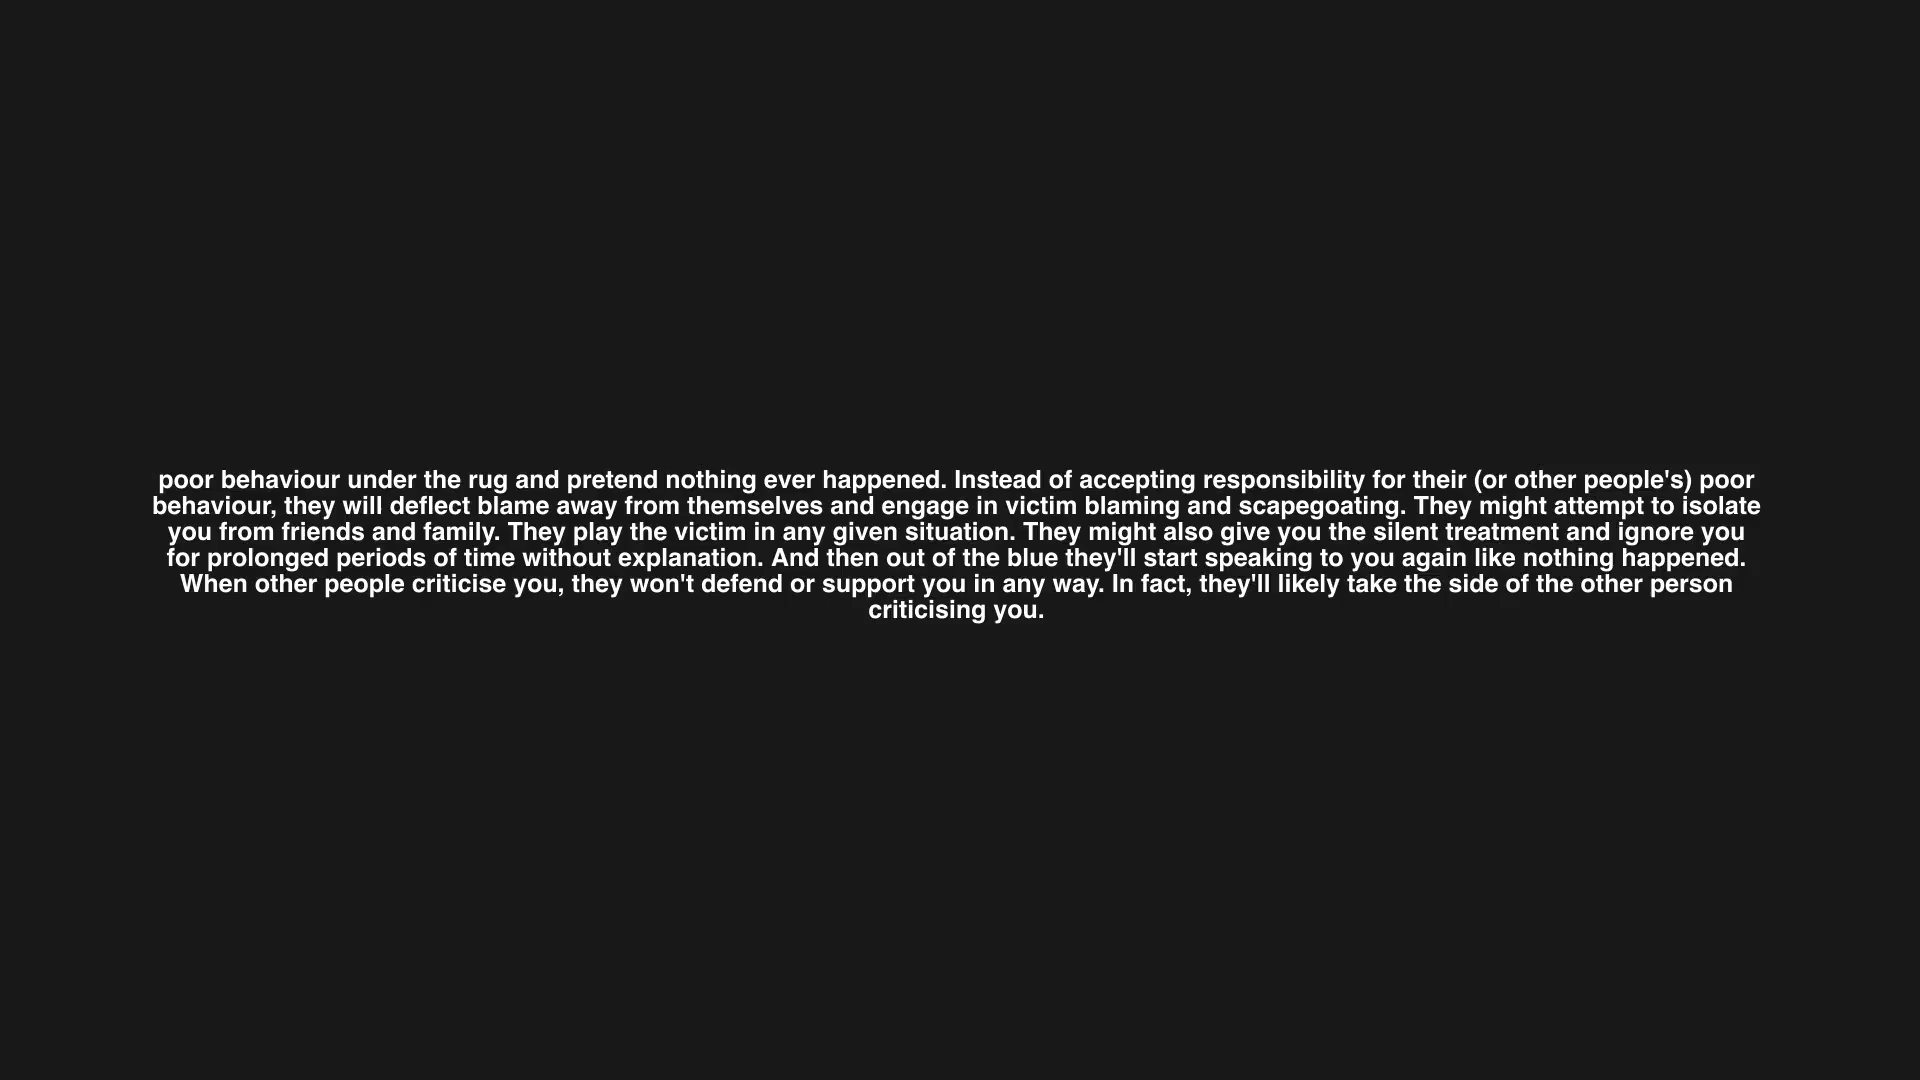 poor behaviour under the rug and pretend nothing ever happened. Instead of accepting responsibility for their (or other people's) poor
behaviour, they will deflect blame away from themselves and engage in victim blaming and scapegoating. They might attempt to isolate
you from friends and family. They play the victim in any given situation. They might also give you the silent treatment and ignore you
for prolonged periods of time without explanation. And then out of the blue they'll start speaking to you again like nothing happened.
When other people criticise you, they won't defend or support you in any way. In fact, they'll likely take the side of the other person
criticising you.